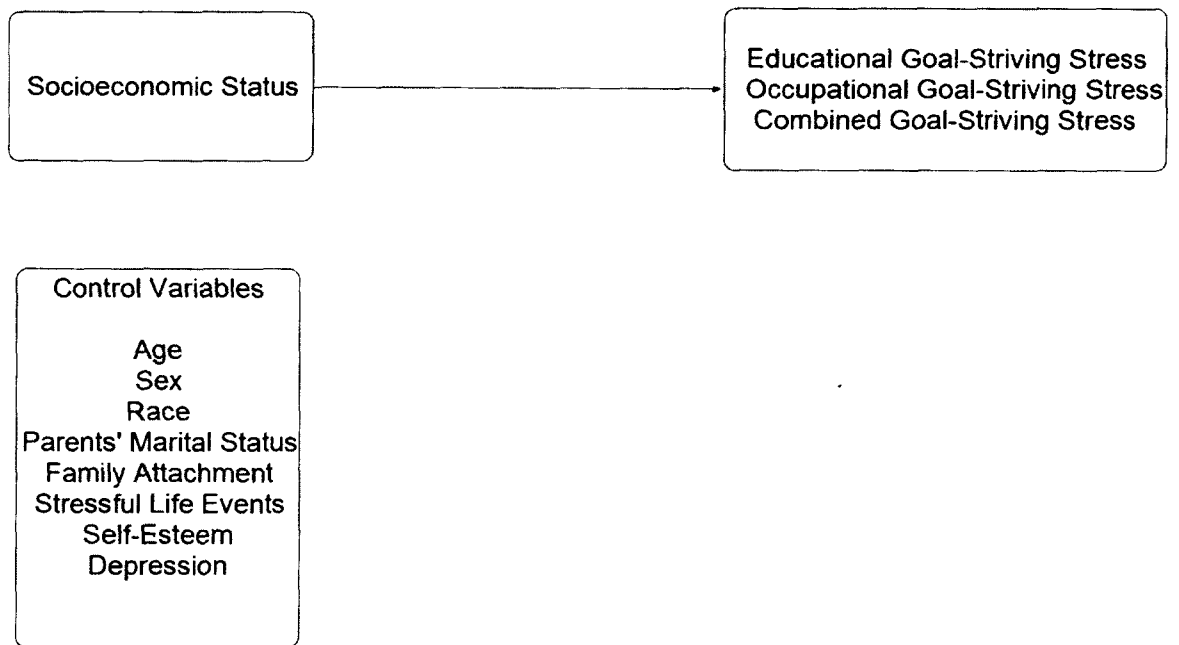 Socioeconomic Status
Educational Goal-Striving Stress
Occupational Goal-Striving Stress
Combined Goal-Striving Stress
Control Variables
Age
Sex
Race
Parents' Marital Status
Family Attachment
Stressful Life Events
Self-Esteem
Depression